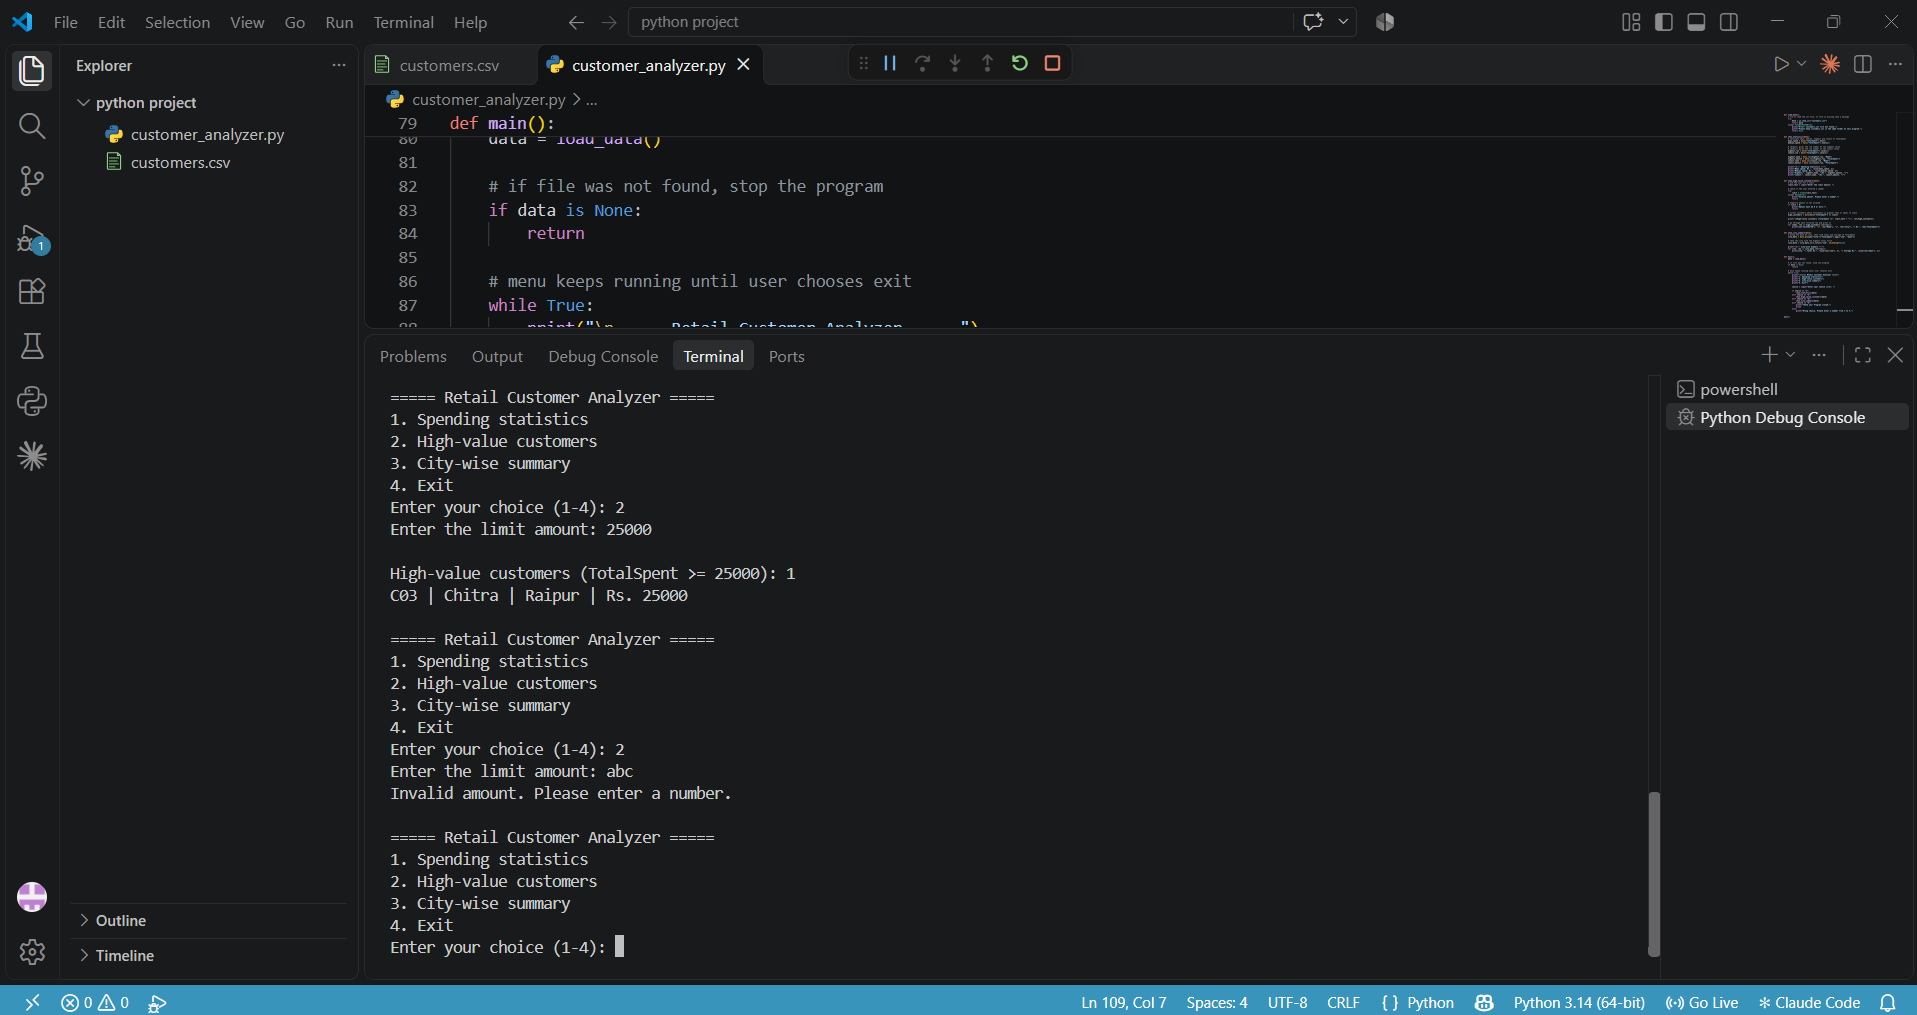 File Edit Selection View Go Run Terminal Help
python project
Explorer
python project
customer_analyzer.py
customers.csv
Outline
Timeline
1
customers.csv
customer_analyzer.py
customer_analyzer.py > ...
79 def main():
80 data = load_data()
81
82 # if file was not found, stop the program
83 if data is None:
84 return
85
86 # menu keeps running until user chooses exit
87 while True:
88 print("\n===== Retail Customer Analyzer =====")
Problems Output Debug Console Terminal Ports
===== Retail Customer Analyzer =====
1. Spending statistics
2. High-value customers
3. City-wise summary
4. Exit
Enter your choice (1-4): 2
Enter the limit amount: 25000
High-value customers (TotalSpent >= 25000): 1
C03 | Chitra | Raipur | Rs. 25000
===== Retail Customer Analyzer =====
1. Spending statistics
2. High-value customers
3. City-wise summary
4. Exit
Enter your choice (1-4): 2
Enter the limit amount: abc
Invalid amount. Please enter a number.
===== Retail Customer Analyzer =====
1. Spending statistics
2. High-value customers
3. City-wise summary
4. Exit
Enter your choice (1-4):
powershell
Python Debug Console
0 0
Ln 109, Col 7 Spaces: 4 UTF-8 CRLF { } Python Python 3.14 (64-bit) Go Live Claude Code